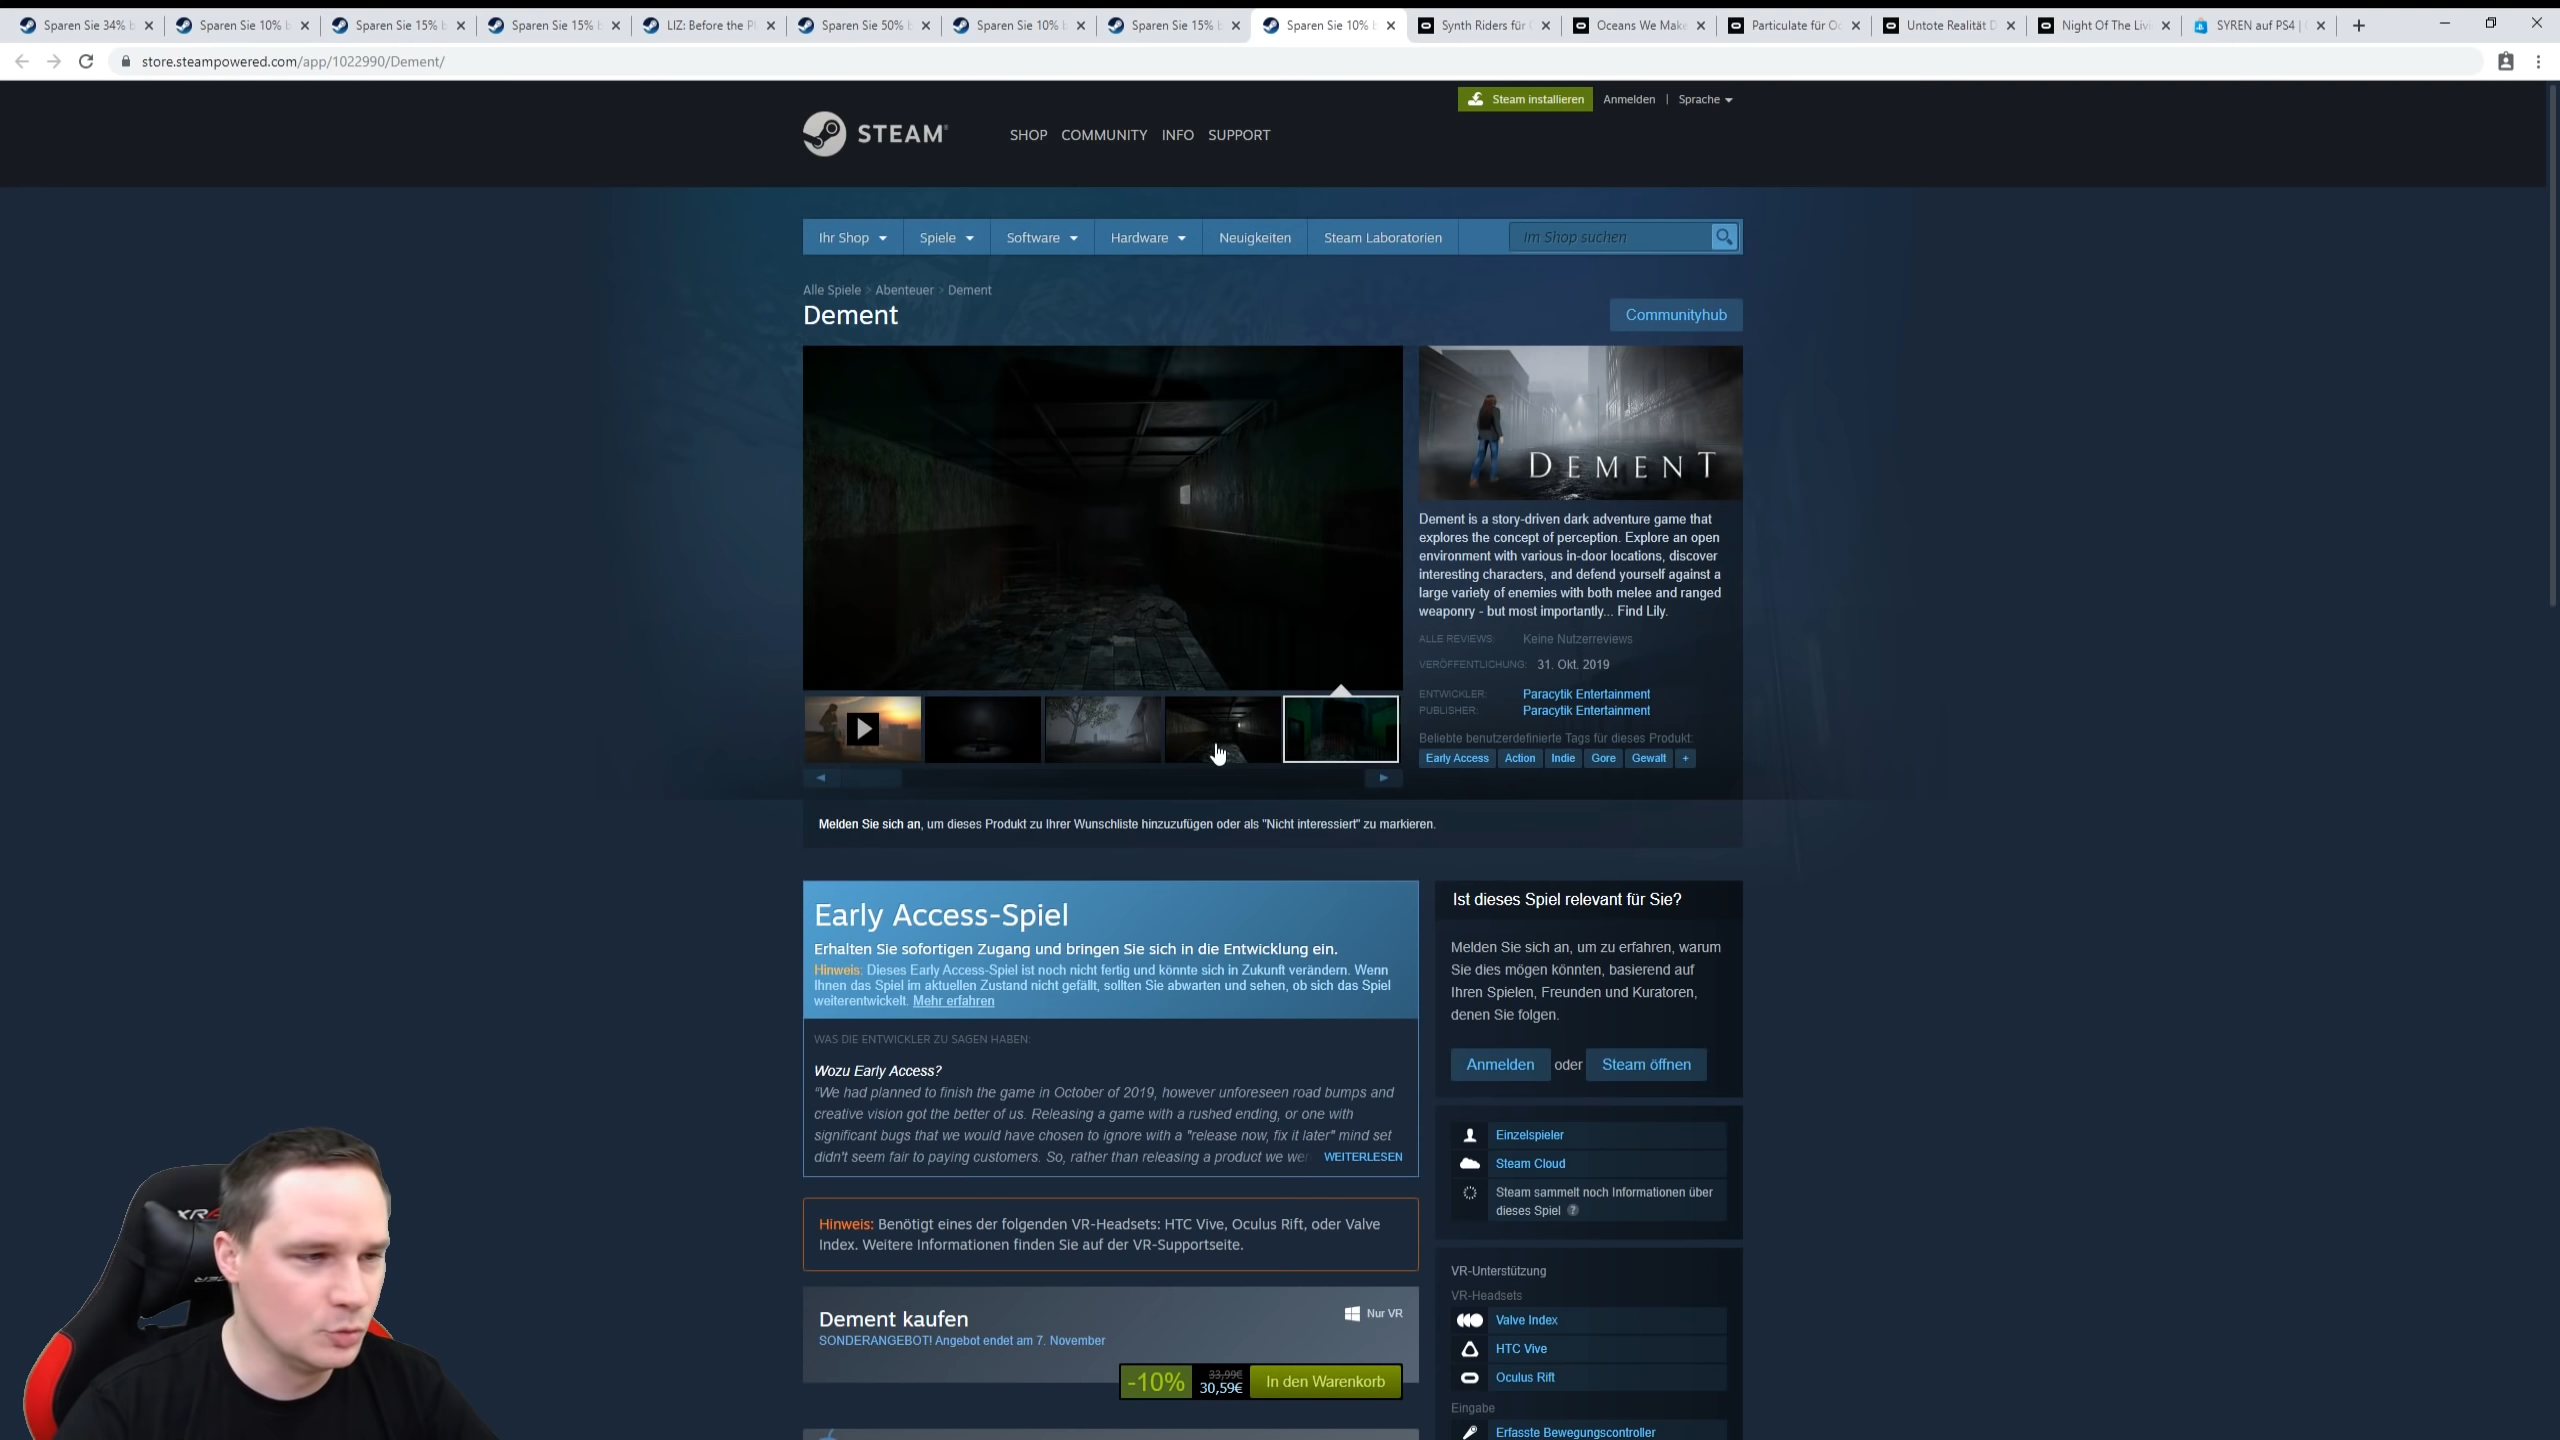 Sparen Sie 34%
Sparen Sie 10%
Sparen Sie 15%
Sparen Sie 15%
LIZ: Before the
Sparen Sie 50%
Sparen Sie 10%
Sparen Sie 15%
Sparen Sie 10%
Synth Riders für
Oceans We Make
Particulate für Oc
Untote Realität D
Night Of The Liv
SYREN auf PS4 |
store.steampowered.com/app/1022990/Dement/
Steam installieren
Anmelden | Sprache
STEAM
SHOP COMMUNITY INFO SUPPORT
Ihr Shop
Spiele
Software
Hardware
Neuigkeiten
Steam Laboratorien
Im Shop suchen
Alle Spiele > Abenteuer > Dement
Dement
Communityhub
DEMENT
Dement is a story-driven dark adventure game that
explores the concept of perception. Explore an open
environment with various in-door locations, discover
interesting characters, and defend yourself against a
large variety of enemies with both melee and ranged
weaponry - but most importantly... Find Lily.
ALLE REVIEWS: Keine Nutzerreviews
VERÖFFENTLICHUNG: 31. Okt. 2019
ENTWICKLER: Paracytik Entertainment
PUBLISHER: Paracytik Entertainment
Beliebte benutzerdefinierte Tags für dieses Produkt:
Early Access Action Indie Gore Gewalt +
Melden Sie sich an, um dieses Produkt zu Ihrer Wunschliste hinzuzufügen oder als "Nicht interessiert" zu markieren.
Early Access-Spiel
Erhalten Sie sofortigen Zugang und bringen Sie sich in die Entwicklung ein.
Hinweis: Dieses Early Access-Spiel ist noch nicht fertig und könnte sich in Zukunft verändern. Wenn
Ihnen das Spiel im aktuellen Zustand nicht gefällt, sollten Sie abwarten und sehen, ob sich das Spiel
weiterentwickelt. Mehr erfahren
WAS DIE ENTWICKLER ZU SAGEN HABEN:
Wozu Early Access?
"We had planned to finish the game in October of 2019, however unforeseen road bumps and
creative vision got the better of us. Releasing a game with a rushed ending, or one with
significant bugs that we would have chosen to ignore with a "release now, fix it later" mind set
didn't seem fair to paying customers. So, rather than releasing a product we wer WEITERLESEN
Hinweis: Benötigt eines der folgenden VR-Headsets: HTC Vive, Oculus Rift, oder Valve
Index. Weitere Informationen finden Sie auf der VR-Supportseite.
Dement kaufen
Nur VR
SONDERANGEBOT! Angebot endet am 7. November
-10%
33,99€
30,59€
In den Warenkorb
Ist dieses Spiel relevant für Sie?
Melden Sie sich an, um zu erfahren, warum
Sie dies mögen könnten, basierend auf
Ihren Spielen, Freunden und Kuratoren,
denen Sie folgen.
Anmelden oder Steam öffnen
Einzelspieler
Steam Cloud
Steam sammelt noch Informationen über
dieses Spiel ?
VR-Unterstützung
VR-Headsets
Valve Index
HTC Vive
Oculus Rift
Eingabe
Erfasste Bewegungscontroller